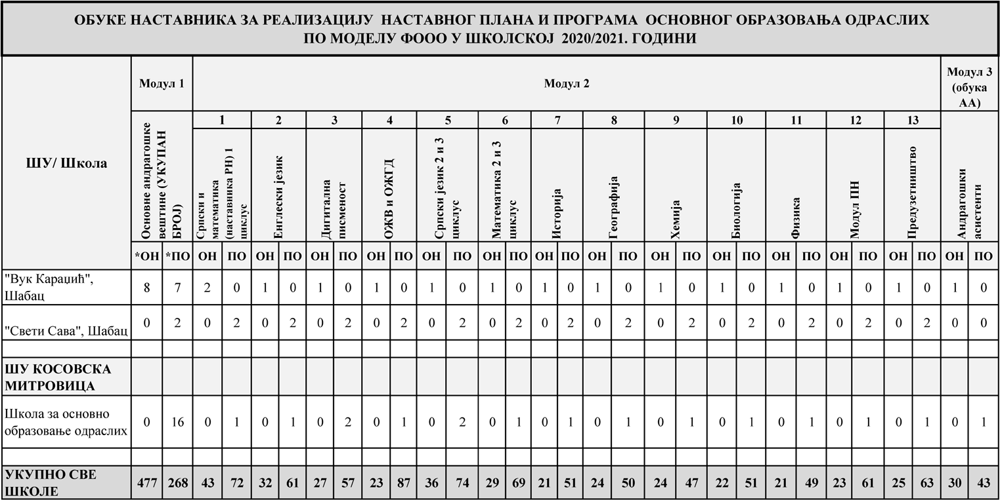 ОБУКЕ НАСТАВНИКА ЗА РЕАЛИЗАЦИЈУ НАСТАВНОГ ПЛАНА И ПРОГРАМА ОСНОВНОГ ОБРАЗОВАЊА ОДРАСЛИХ
ПО МОДЕЛУ ФООО У ШКОЛСКОЈ 2020/2021. ГОДИНИ
ШУ/ Школа
Модул 1
Модул 2
Модул 3
(обука
АА)
1 2 3 4 5 6 7 8 9 10 11 12 13
Основне андрагошке
вештине (УКУПАН
БРОЈ)
Српски и
математика
(наставника РН) 1
циклус
Енглески језик
Дигитална
писменост
ОЖВ и ОЖГД
Српски језик 2 и 3
циклус
Математика 2 и 3
циклус
Историја
Географија
Хемија
Биологија
Физика
Модул ПН
Предузетништво
Андрагошки
асистенти
*ОН *ПО ОН ПО ОН ПО ОН ПО ОН ПО ОН ПО ОН ПО ОН ПО ОН ПО ОН ПО ОН ПО ОН ПО ОН ПО ОН ПО ОН ПО
"Вук Караџић",
Шабац
8 7 2 0 1 0 1 0 1 0 1 0 1 0 1 0 1 0 1 0 1 0 1 0 1 0 1 0 1 0
"Свети Сава", Шабац
0 2 0 2 0 2 0 2 0 2 0 2 0 2 0 2 0 2 0 2 0 2 0 2 0 2 0 2 0 0
ШУ КОСОВСКА
МИТРОВИЦА
Школа за основно
образовање одраслих
0 16 0 1 0 1 0 2 0 1 0 2 0 1 0 1 0 1 0 1 0 1 0 1 0 1 0 1 0 1
УКУПНО СВЕ
ШКОЛЕ
477 268 43 72 32 61 27 57 23 87 36 74 29 69 21 51 24 50 24 47 22 51 21 49 23 61 25 63 30 43